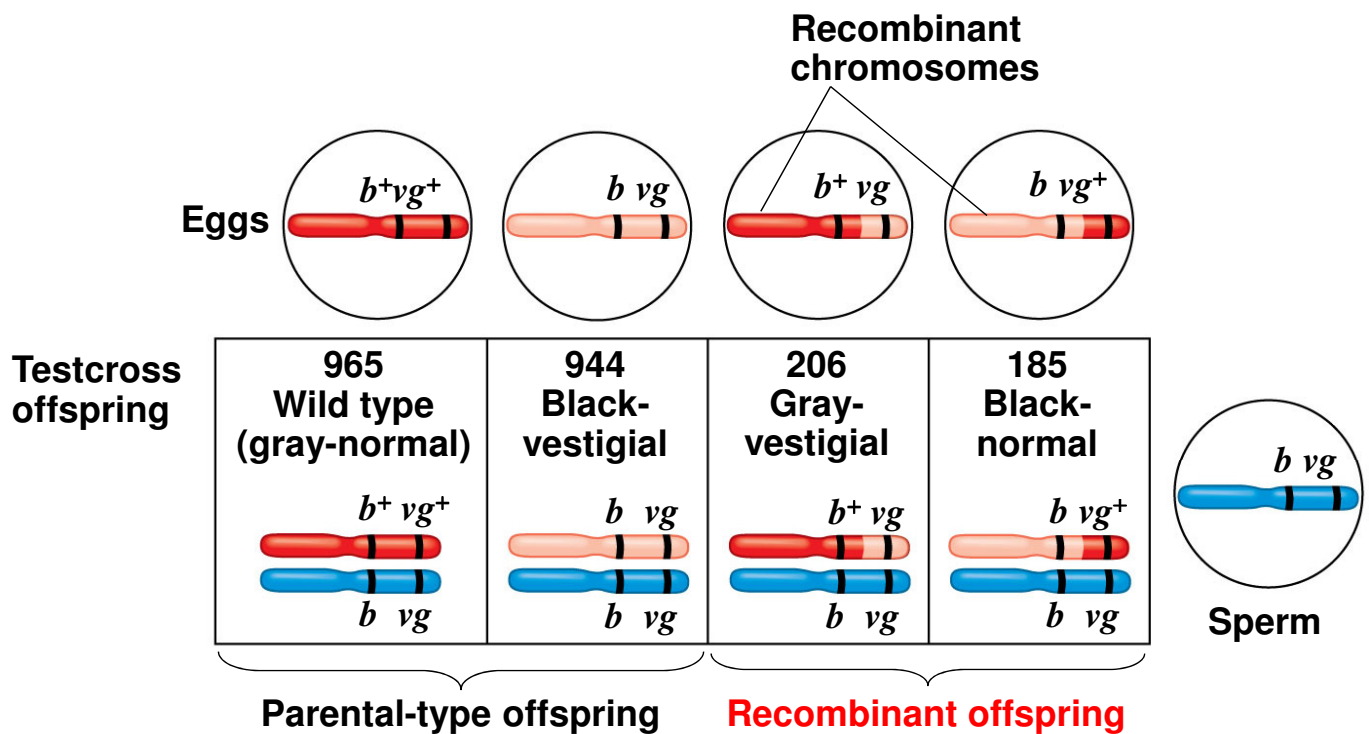 Recombinant
chromosomes
b⁺vg⁺
b vg
b⁺ vg
b vg⁺
Eggs
Testcross
offspring
965
Wild type
(gray-normal)
944
Black-
vestigial
206
Gray-
vestigial
185
Black-
normal
b⁺ vg⁺
b vg
b vg
b vg
b⁺ vg
b vg
b vg⁺
b vg
b vg
Sperm
Parental-type offspring
Recombinant offspring